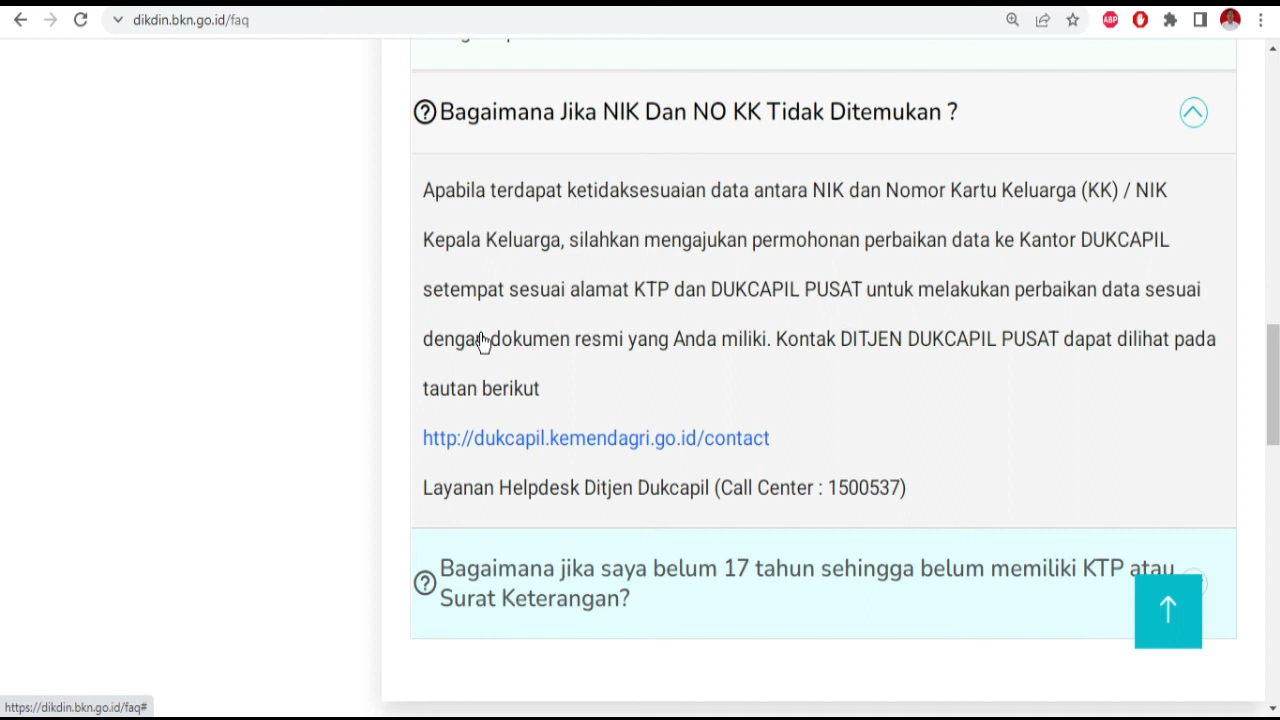 dikdin.bkn.go.id/faq
ABP
Bagaimana Jika NIK Dan NO KK Tidak Ditemukan ?
Apabila terdapat ketidaksesuaian data antara NIK dan Nomor Kartu Keluarga (KK) / NIK
Kepala Keluarga, silahkan mengajukan permohonan perbaikan data ke Kantor DUKCAPIL
setempat sesuai alamat KTP dan DUKCAPIL PUSAT untuk melakukan perbaikan data sesuai
dengan dokumen resmi yang Anda miliki. Kontak DITJEN DUKCAPIL PUSAT dapat dilihat pada
tautan berikut
http://dukcapil.kemendagri.go.id/contact
Layanan Helpdesk Ditjen Dukcapil (Call Center : 1500537)
Bagaimana jika saya belum 17 tahun sehingga belum memiliki KTP atau
Surat Keterangan?
https://dikdin.bkn.go.id/faq#